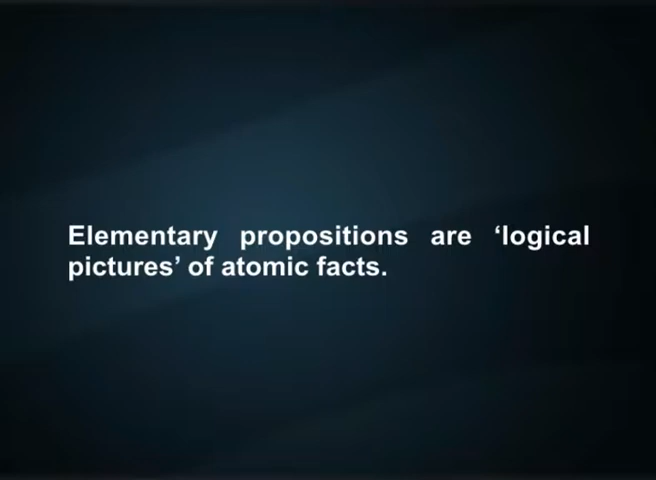 Elementary propositions are ‘logical
pictures’ of atomic facts.